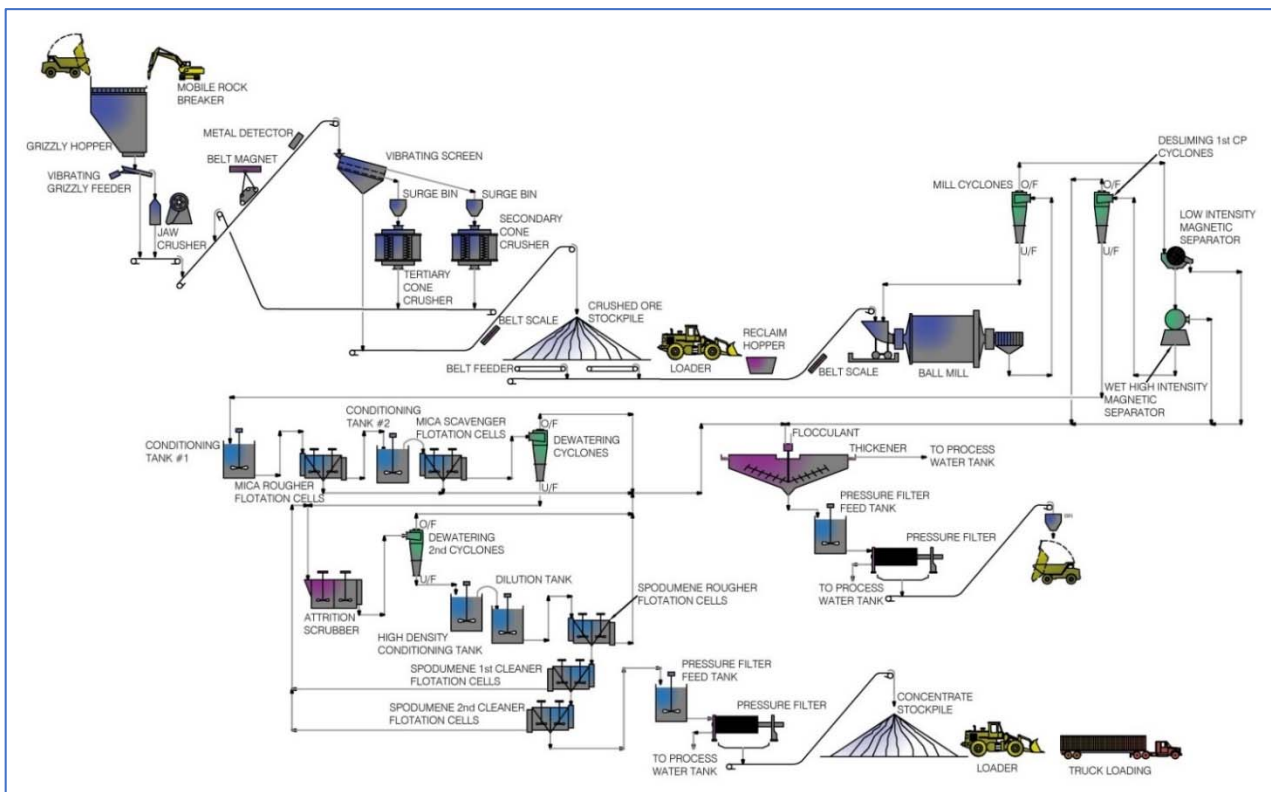 MOBILE ROCK
BREAKER
METAL DETECTOR
GRIZZLY HOPPER
BELT MAGNET
VIBRATING
GRIZZLY FEEDER
JAW
CRUSHER
VIBRATING SCREEN
SURGE BIN
SURGE BIN
SECONDARY
CONE
CRUSHER
TERTIARY
CONE
CRUSHER
BELT SCALE
CRUSHED ORE
STOCKPILE
BELT FEEDER
LOADER
RECLAIM
HOPPER
BELT SCALE
BALL MILL
MILL CYCLONES
O/F
U/F
DESLIMING 1st CP
CYCLONES
O/F
U/F
LOW INTENSITY
MAGNETIC
SEPARATOR
WET HIGH INTENSITY
MAGNETIC
SEPARATOR
CONDITIONING
TANK #1
MICA ROUGHER
FLOTATION CELLS
CONDITIONING
TANK #2
MICA SCAVENGER
FLOTATION CELLS
O/F
DEWATERING
CYCLONES
U/F
FLOCCULANT
THICKENER
TO PROCESS
WATER TANK
PRESSURE FILTER
FEED TANK
PRESSURE FILTER
TO PROCESS
WATER TANK
BIN
O/F
DEWATERING
2nd CYCLONES
U/F
ATTRITION
SCRUBBER
DILUTION TANK
HIGH DENSITY
CONDITIONING TANK
SPODUMENE ROUGHER
FLOTATION CELLS
SPODUMENE 1st CLEANER
FLOTATION CELLS
SPODUMENE 2nd CLEANER
FLOTATION CELLS
PRESSURE FILTER
FEED TANK
PRESSURE FILTER
TO PROCESS
WATER TANK
CONCENTRATE
STOCKPILE
LOADER
TRUCK LOADING